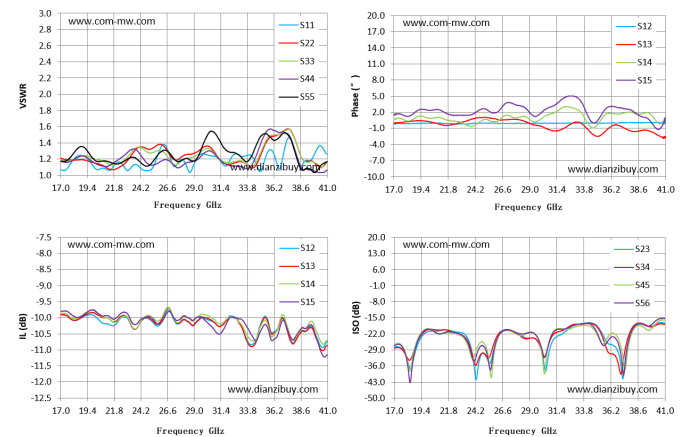 www.com-mw.com
3.0
2.8
2.6
2.4
2.2
2.0
1.8
1.6
1.4
1.2
1.0
VSWR
S11
S22
S33
S44
S55
www.dianzibuy.com
17.0 19.4 21.8 24.2 26.6 29.0 31.4 33.8 36.2 38.6 41.0
Frequency GHz
20.0
17.0
14.0
11.0
8.0
5.0
2.0
-1.0
-4.0
-7.0
-10.0
Phase (°)
www.com-mw.com
S12
S13
S14
S15
www.dianzibuy.com
17.0 19.4 21.8 24.2 26.6 29.0 31.4 33.8 36.2 38.6 41.0
Frequency GHz
-7.5
-8.0
-8.5
-9.0
-9.5
-10.0
-10.5
-11.0
-11.5
-12.0
-12.5
IL (dB)
www.com-mw.com
S12
S13
S14
S15
www.dianzibuy.com
17.0 19.4 21.8 24.2 26.6 29.0 31.4 33.8 36.2 38.6 41.0
Frequency GHz
20.0
13.0
6.0
-1.0
-8.0
-15.0
-22.0
-29.0
-36.0
-43.0
-50.0
ISO (dB)
www.com-mw.com
S23
S34
S45
S56
www.dianzibuy.com
17.0 19.4 21.8 24.2 26.6 29.0 31.4 33.8 36.2 38.6 41.0
Frequency GHz